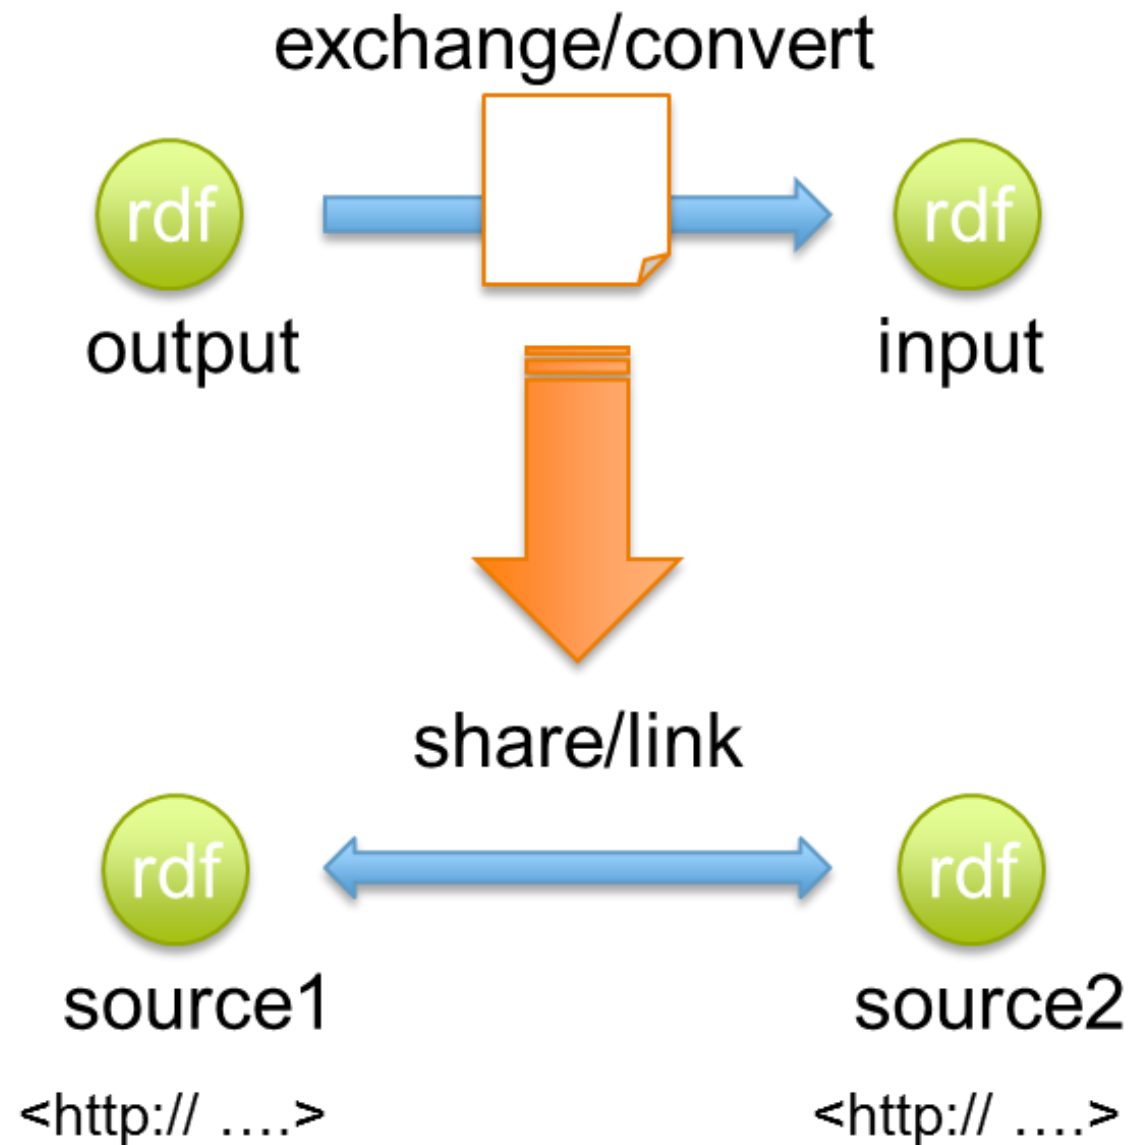 exchange/convert
rdf rdf
output input
share/link
rdf rdf
source1 source2
<http:// ....> <http:// ....>